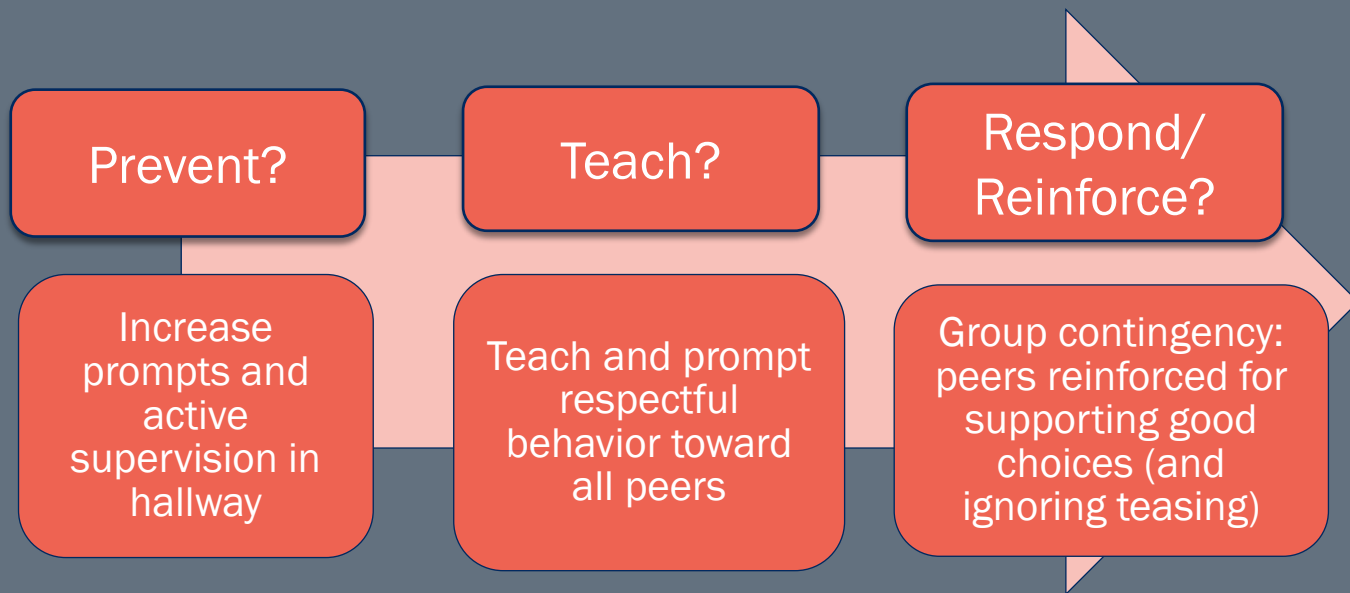 Prevent?
Teach?
Respond/
Reinforce?
Increase
prompts and
active
supervision in
hallway
Teach and prompt
respectful
behavior toward
all peers
Group contingency:
peers reinforced for
supporting good
choices (and
ignoring teasing)